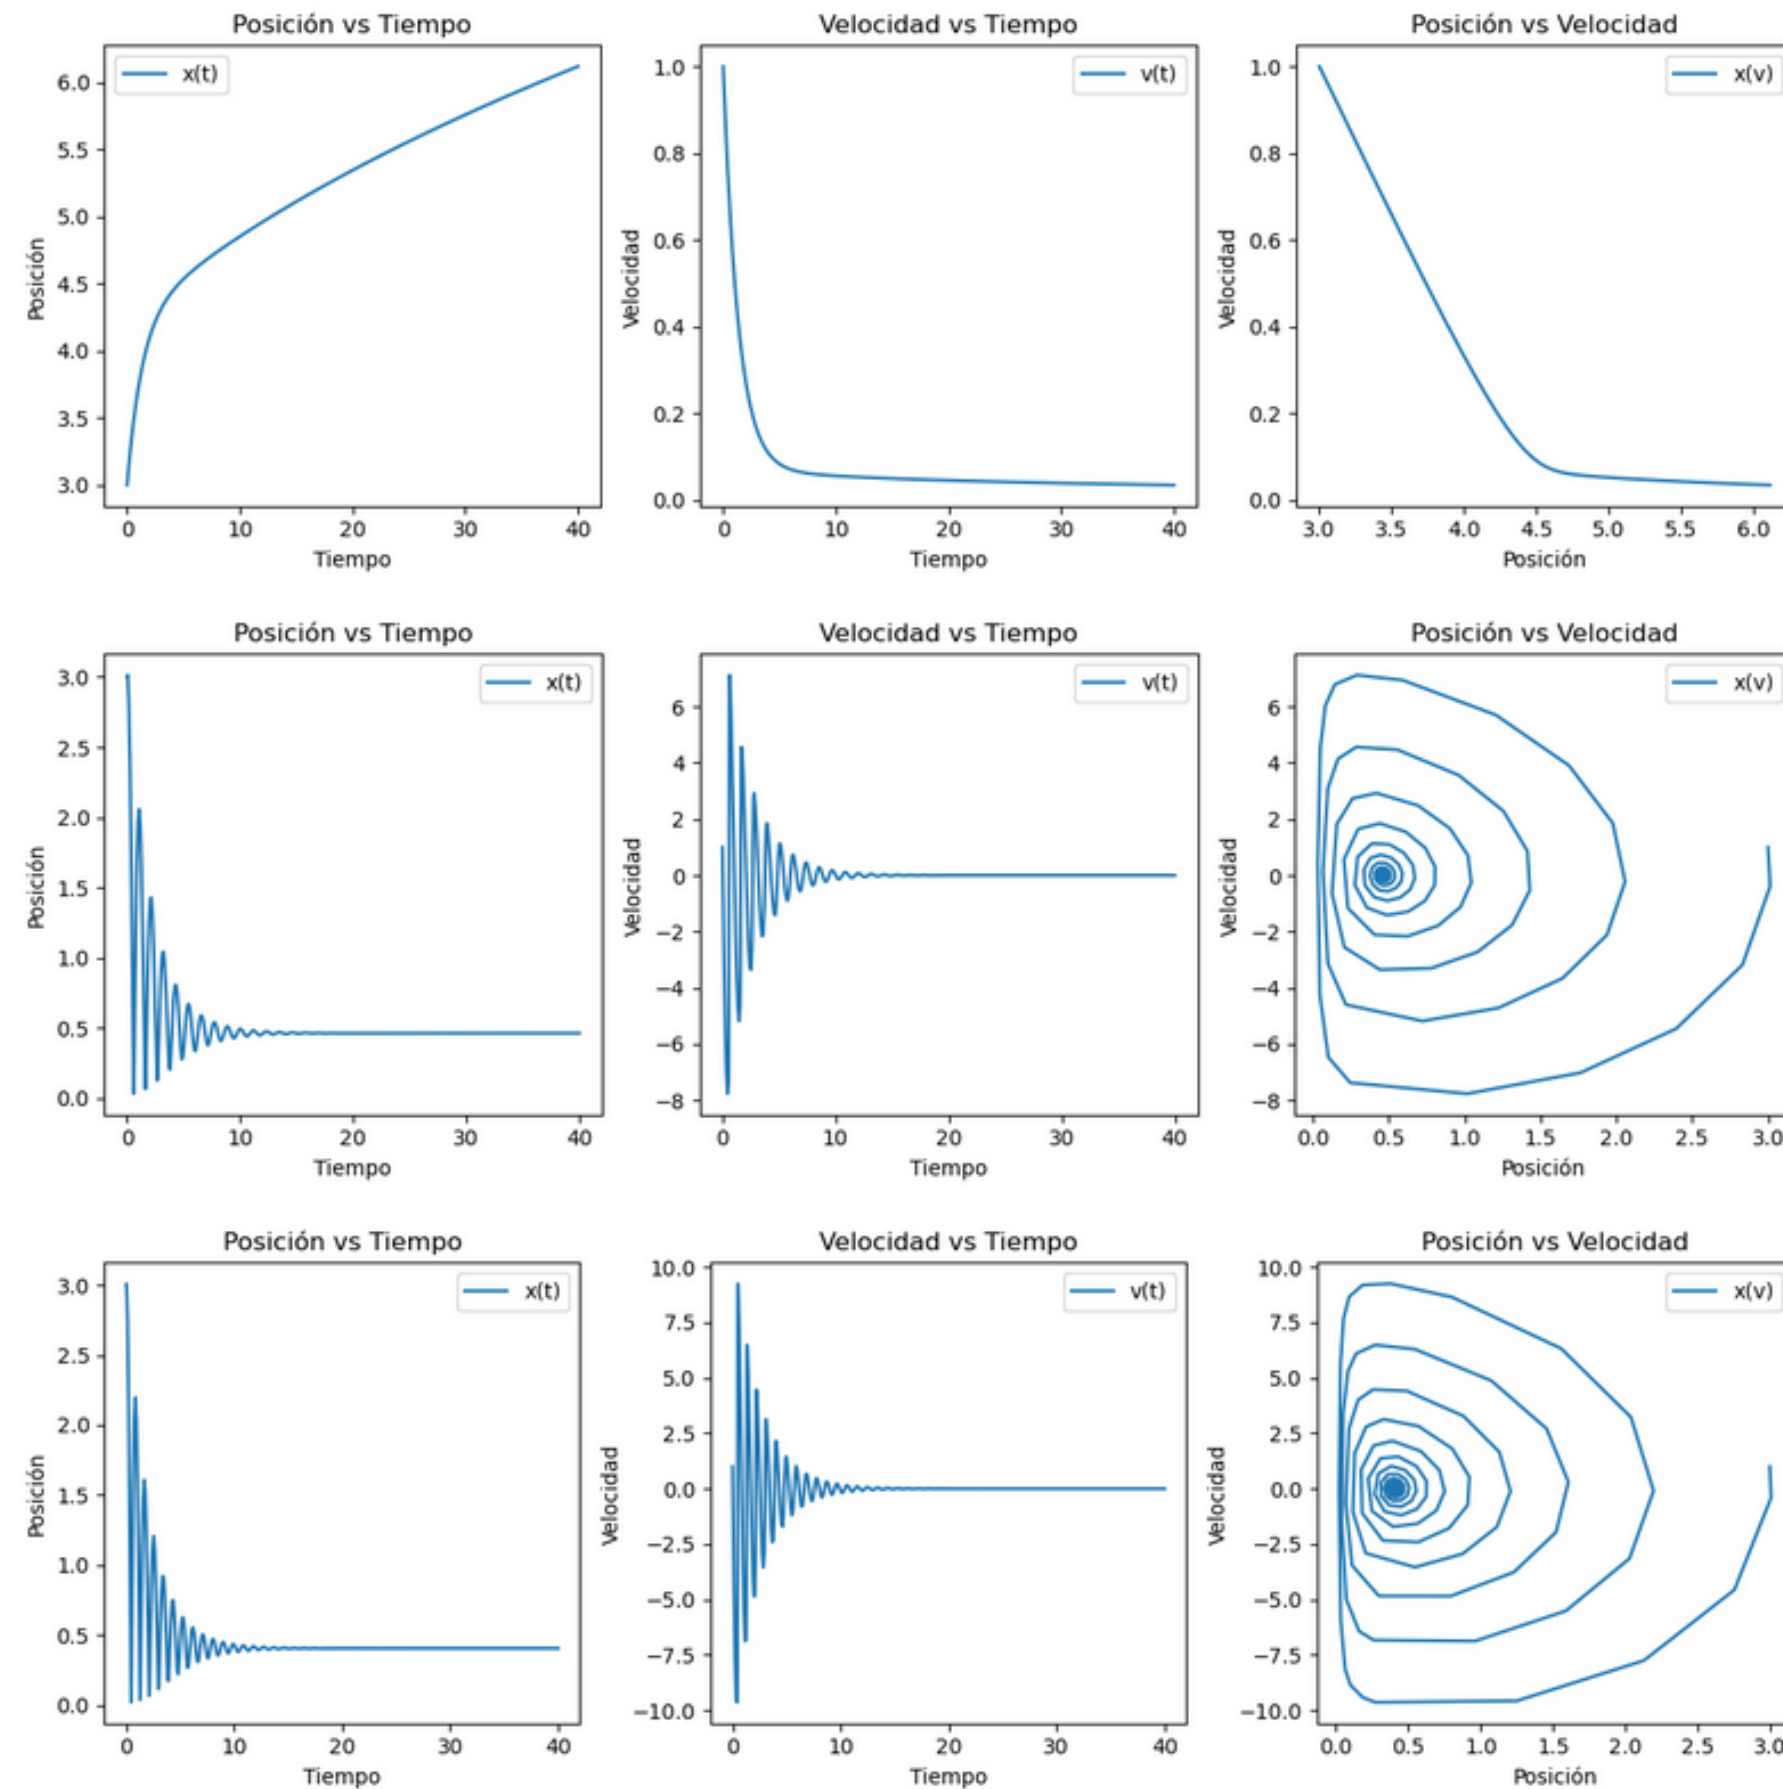 Posición vs Tiempo
Velocidad vs Tiempo
Posición vs Velocidad
x(t)
v(t)
x(v)
Posición
6.0
5.5
5.0
4.5
4.0
3.5
3.0
0 10 20 30 40
Tiempo
Velocidad
1.0
0.8
0.6
0.4
0.2
0.0
0 10 20 30 40
Tiempo
Velocidad
1.0
0.8
0.6
0.4
0.2
0.0
3.0 3.5 4.0 4.5 5.0 5.5 6.0
Posición
Posición vs Tiempo
Velocidad vs Tiempo
Posición vs Velocidad
x(t)
v(t)
x(v)
Posición
3.0
2.5
2.0
1.5
1.0
0.5
0.0
0 10 20 30 40
Tiempo
Velocidad
6
4
2
0
−2
−4
−6
−8
0 10 20 30 40
Tiempo
Velocidad
6
4
2
0
−2
−4
−6
−8
0.0 0.5 1.0 1.5 2.0 2.5 3.0
Posición
Posición vs Tiempo
Velocidad vs Tiempo
Posición vs Velocidad
x(t)
v(t)
x(v)
Posición
3.0
2.5
2.0
1.5
1.0
0.5
0.0
0 10 20 30 40
Tiempo
Velocidad
10.0
7.5
5.0
2.5
0.0
−2.5
−5.0
−7.5
−10.0
0 10 20 30 40
Tiempo
Velocidad
10.0
7.5
5.0
2.5
0.0
−2.5
−5.0
−7.5
−10.0
0.0 0.5 1.0 1.5 2.0 2.5 3.0
Posición